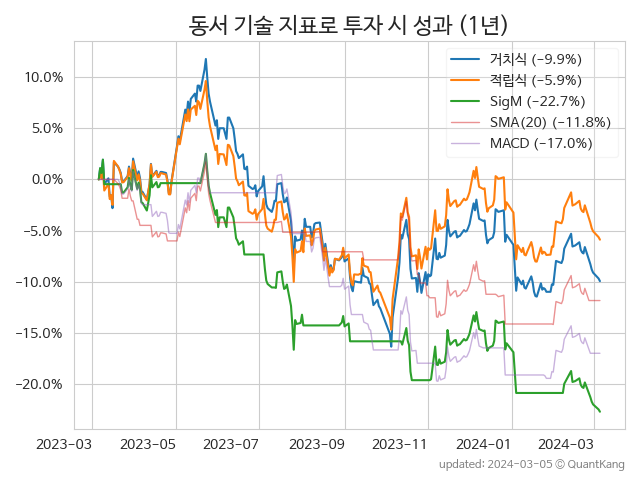 동서 기술 지표로 투자 시 성과 (1년)
거치식 (−9.9%)
적립식 (−5.9%)
SigM (−22.7%)
SMA(20) (−11.8%)
MACD (−17.0%)
10.0%
5.0%
0.0%
−5.0%
−10.0%
−15.0%
−20.0%
2023−03 2023−05 2023−07 2023−09 2023−11 2024−01 2024−03
updated: 2024−03−05 ⓒ QuantKang